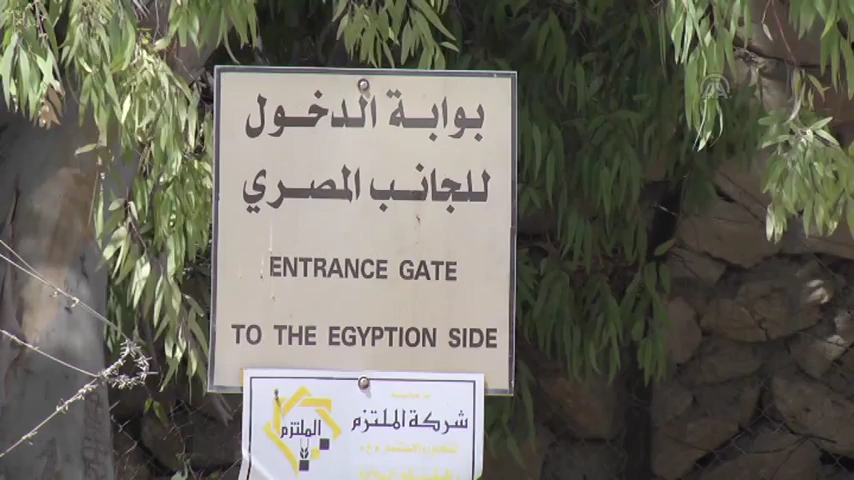 بوابة الدخول
للجانب المصري
ENTRANCE GATE
TO THE EGYPTION SIDE
شركة الملتزم
الملتزم